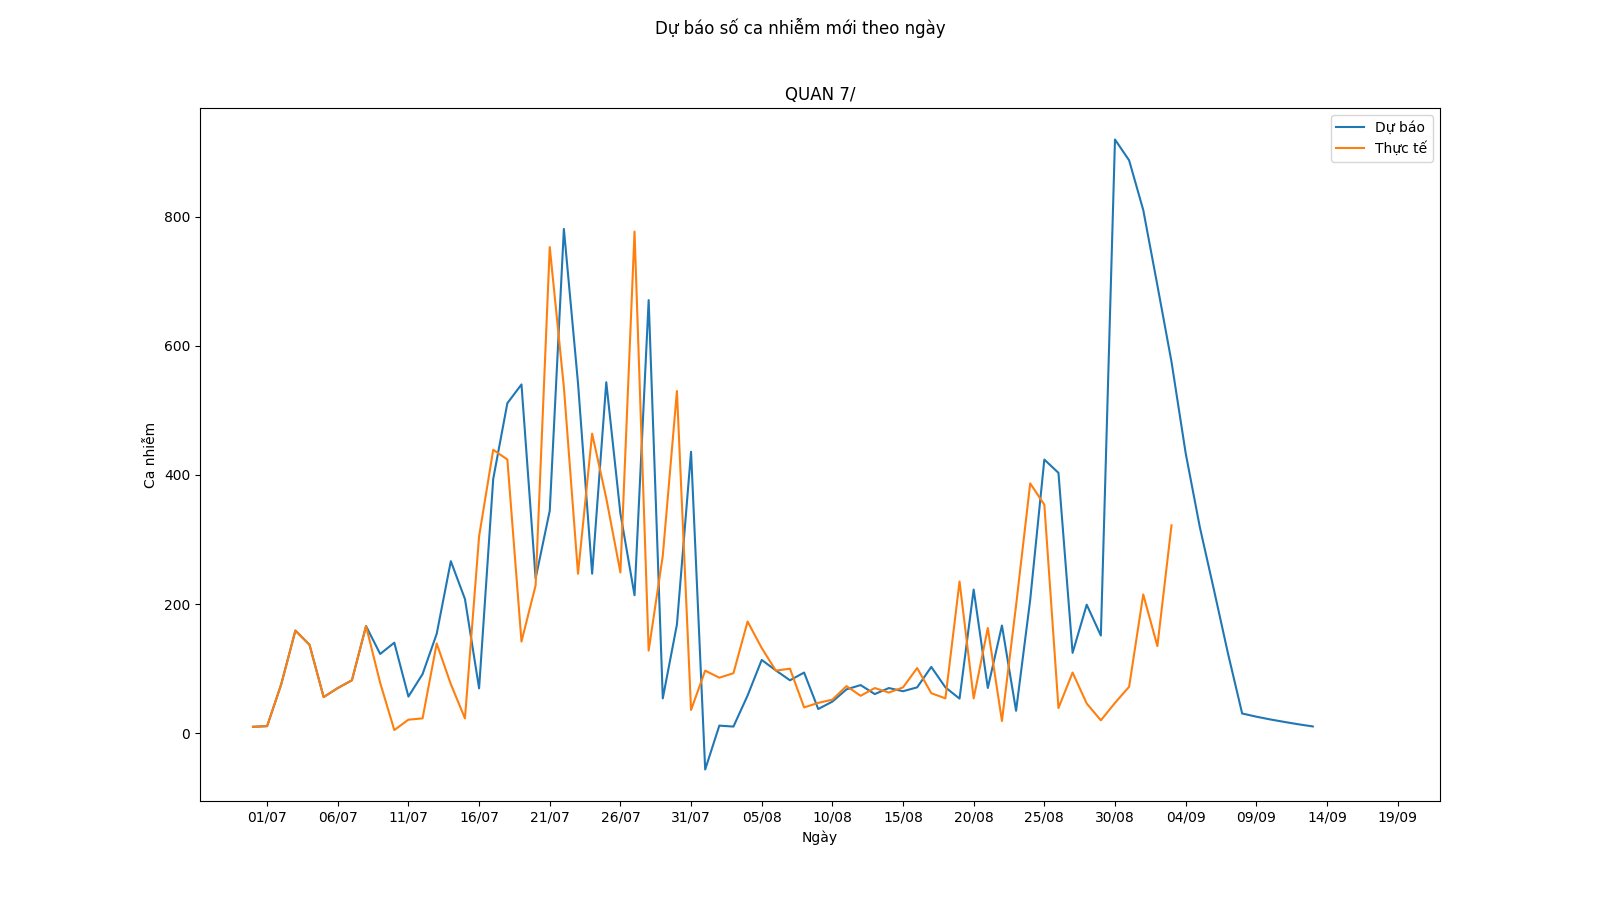 Dự báo số ca nhiễm mới theo ngày
QUAN 7/
Dự báo
Thực tế
800
600
400
200
0
Ca nhiễm
01/07 06/07 11/07 16/07 21/07 26/07 31/07 05/08 10/08 15/08 20/08 25/08 30/08 04/09 09/09 14/09 19/09
Ngày